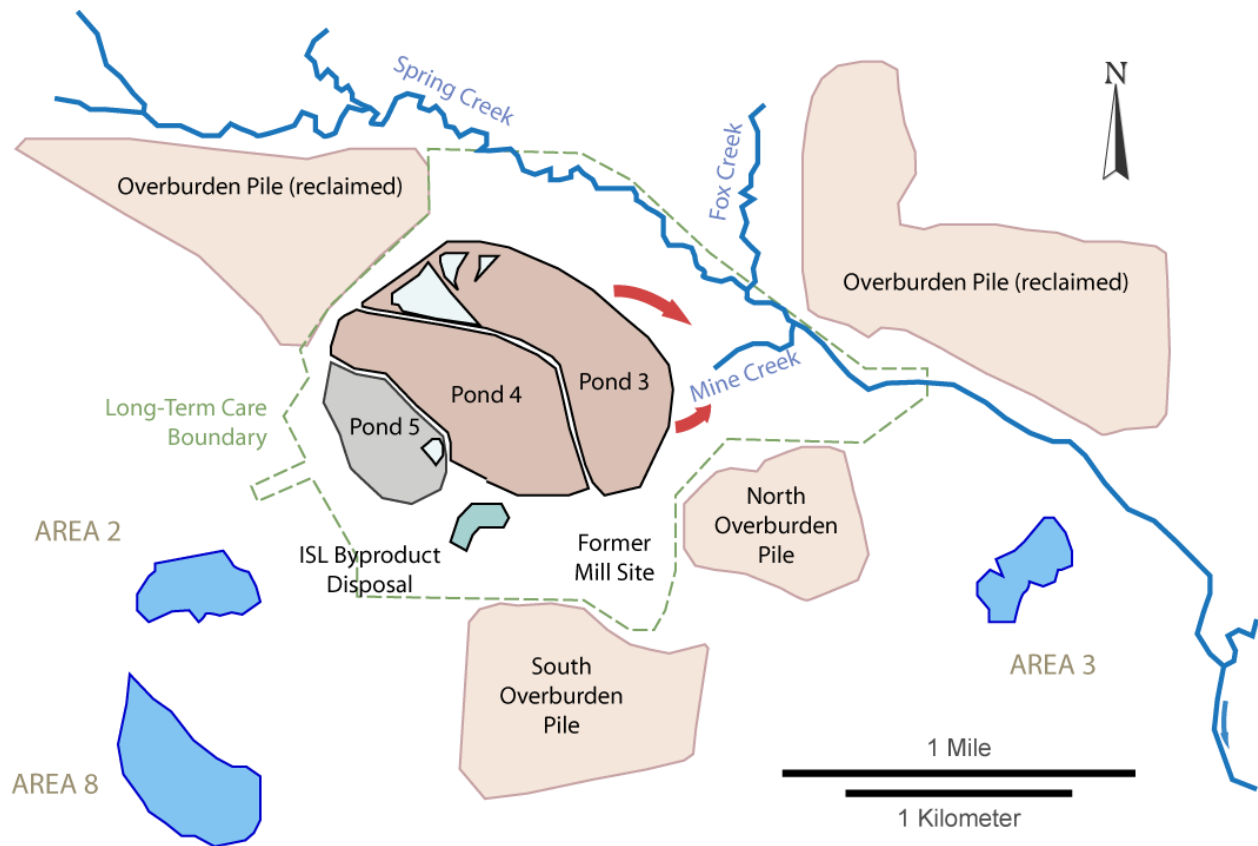 Spring Creek
N
Fox Creek
Overburden Pile (reclaimed)
Overburden Pile (reclaimed)
Pond 3
Pond 4
Mine Creek
Long-Term Care
Boundary
Pond 5
AREA 2
ISL Byproduct
Disposal
Former
Mill Site
North
Overburden
Pile
South
Overburden
Pile
AREA 3
AREA 8
1 Mile
1 Kilometer